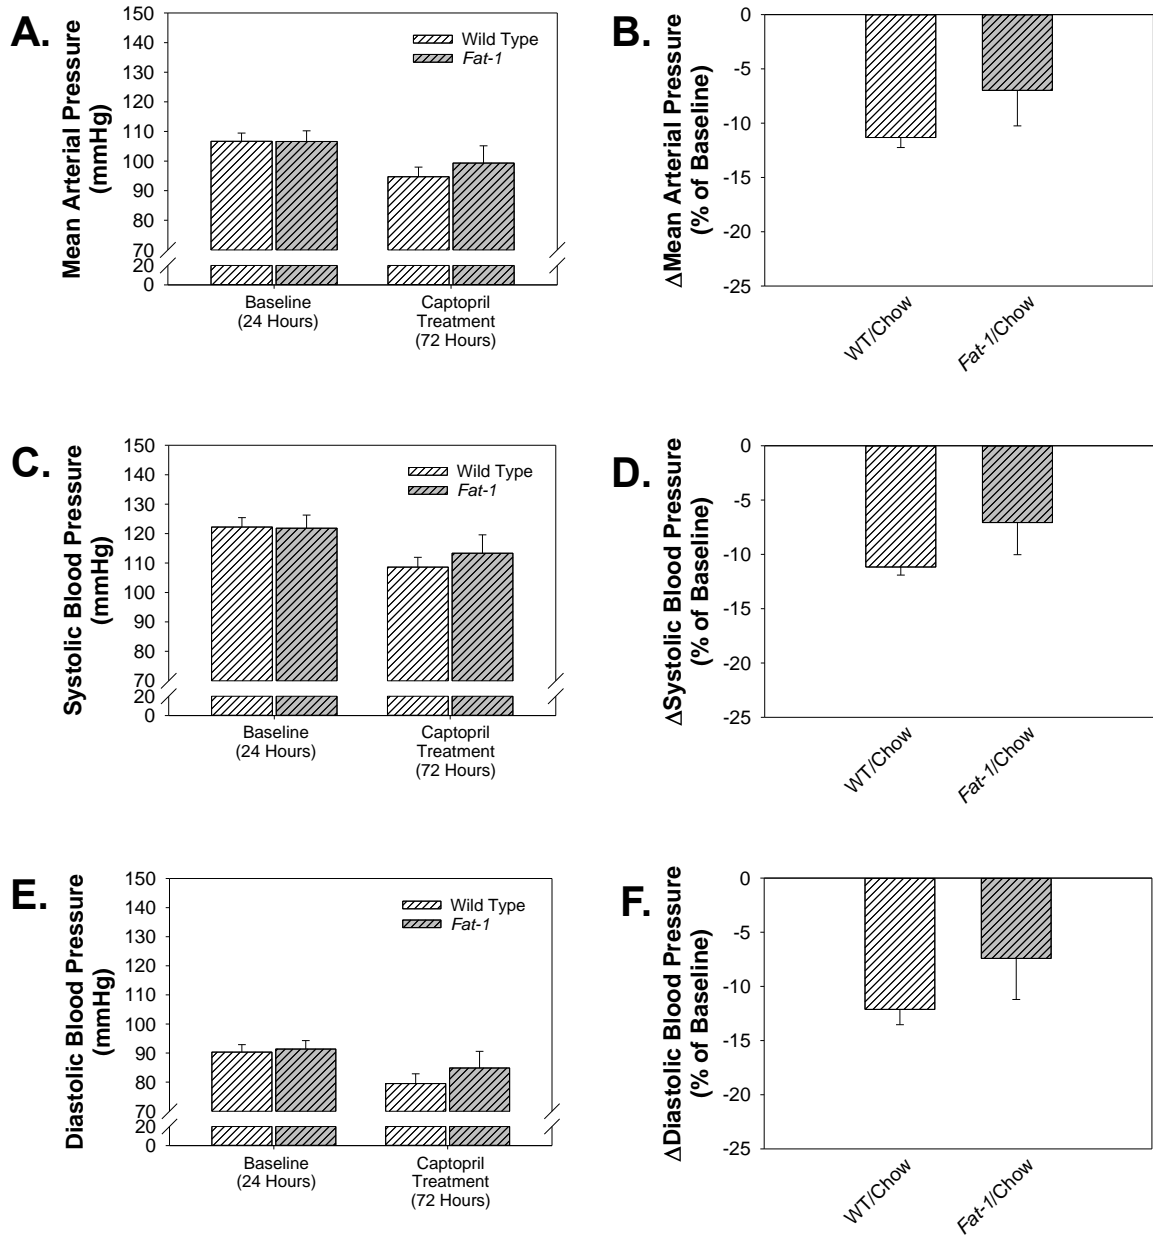 A.
Mean Arterial Pressure
(mmHg)
150
140
130
120
110
100
90
80
70
20
0
Wild Type
Fat-1
Baseline
(24 Hours)
Captopril
Treatment
(72 Hours)
B.
ΔMean Arterial Pressure
(% of Baseline)
0
-5
-10
-15
-20
-25
WT/Chow
Fat-1/Chow
C.
Systolic Blood Pressure
(mmHg)
150
140
130
120
110
100
90
80
70
20
0
Wild Type
Fat-1
Baseline
(24 Hours)
Captopril
Treatment
(72 Hours)
D.
ΔSystolic Blood Pressure
(% of Baseline)
0
-5
-10
-15
-20
-25
WT/Chow
Fat-1/Chow
E.
Diastolic Blood Pressure
(mmHg)
150
140
130
120
110
100
90
80
70
20
0
Wild Type
Fat-1
Baseline
(24 Hours)
Captopril
Treatment
(72 Hours)
F.
ΔDiastolic Blood Pressure
(% of Baseline)
0
-5
-10
-15
-20
-25
WT/Chow
Fat-1/Chow